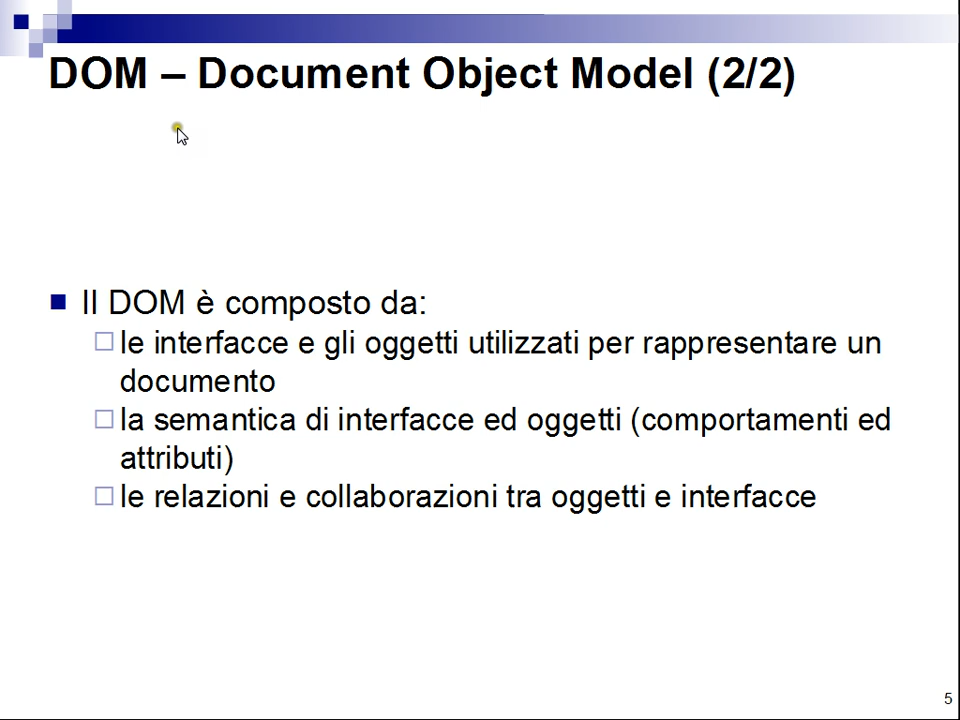 DOM – Document Object Model (2/2)
Il DOM è composto da:
le interfacce e gli oggetti utilizzati per rappresentare un
documento
la semantica di interfacce ed oggetti (comportamenti ed
attributi)
le relazioni e collaborazioni tra oggetti e interfacce
5